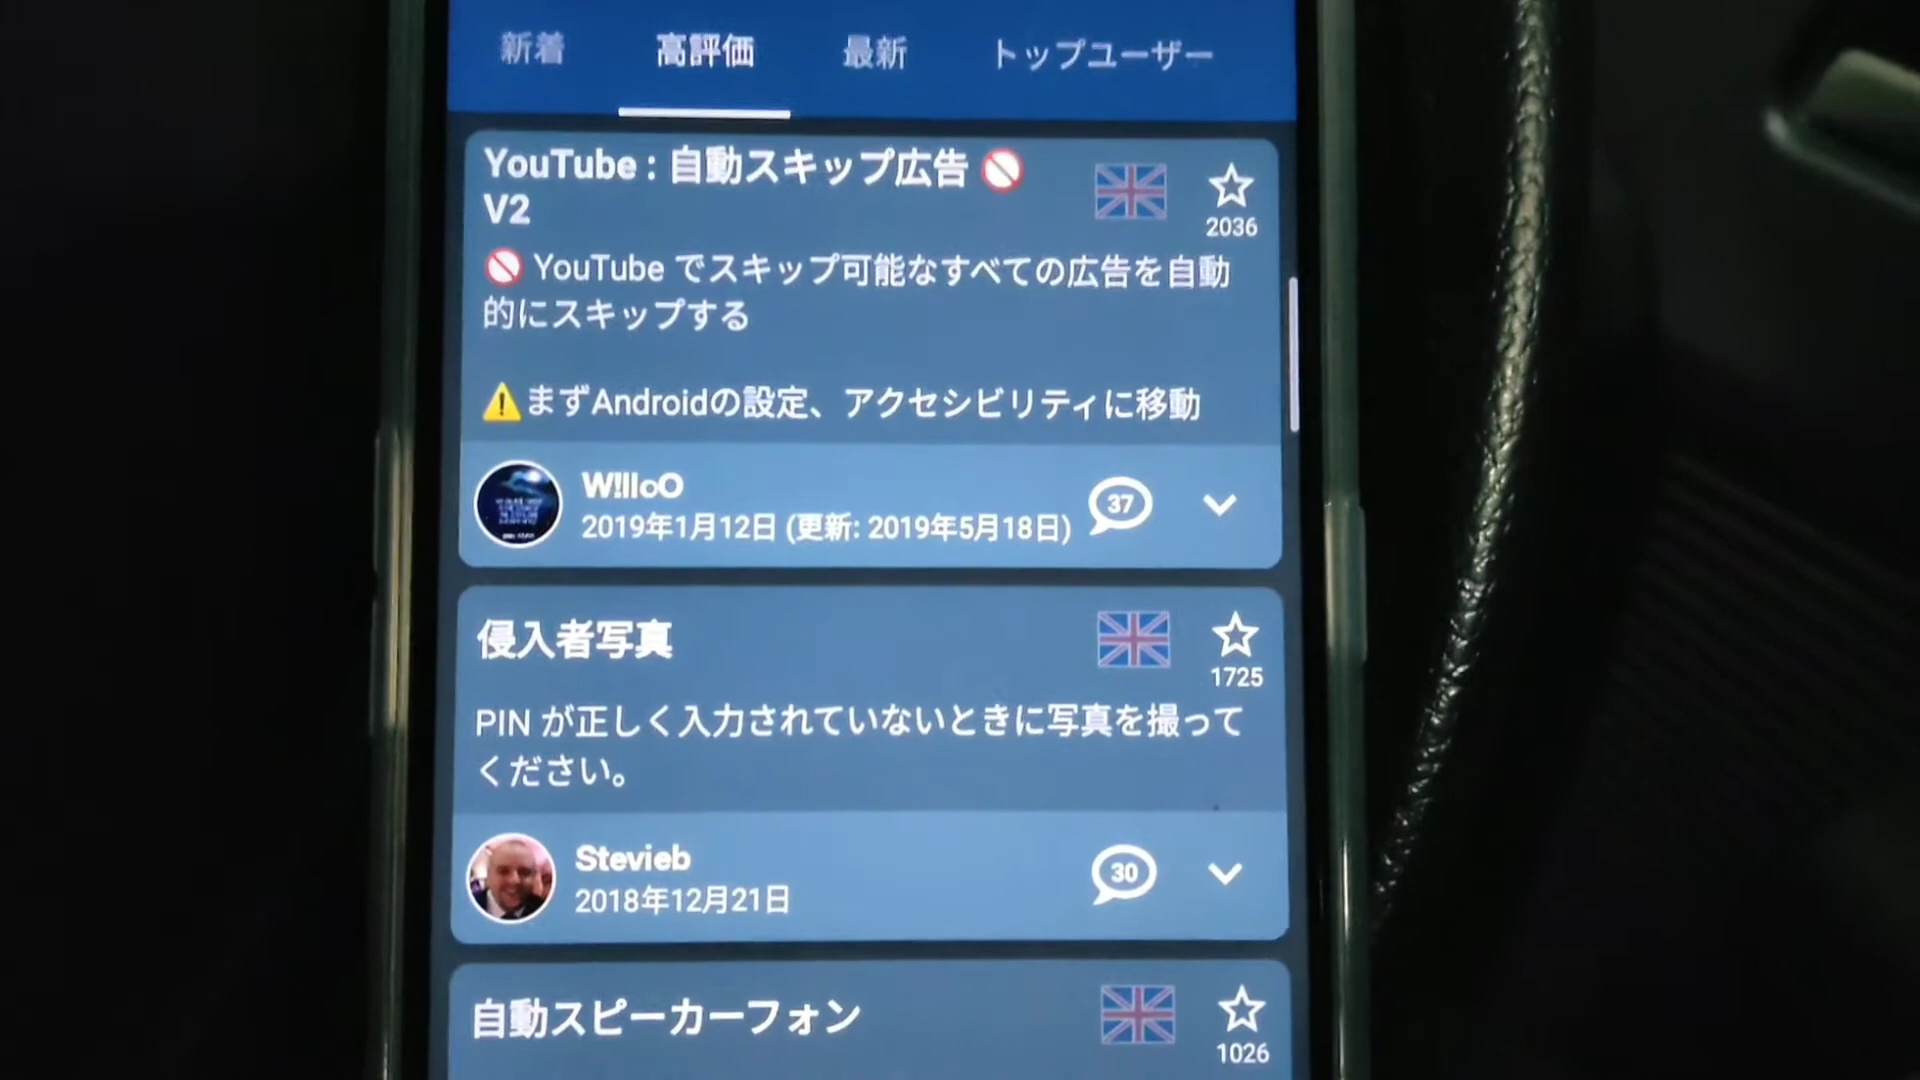 新着 高評価 最新 トップユーザー
YouTube : 自動スキップ広告 🚫
V2
2036
🚫 YouTube でスキップ可能なすべての広告を自動
的にスキップする
⚠️まずAndroidの設定、アクセシビリティに移動
W!lloO
2019年1月12日 (更新: 2019年5月18日)
37
侵入者写真
1725
PIN が正しく入力されていないときに写真を撮って
ください。
Stevieb
2018年12月21日
30
自動スピーカーフォン
1026